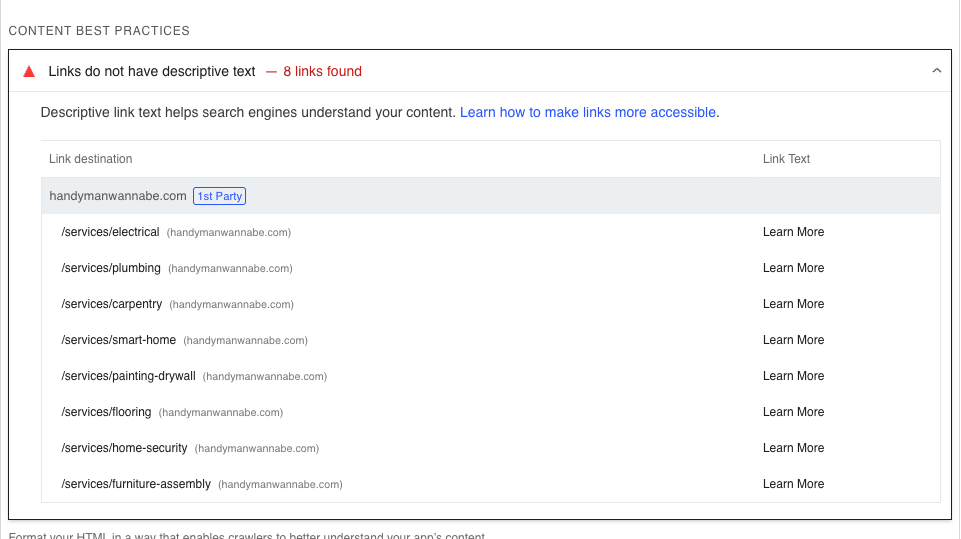 CONTENT BEST PRACTICES
Links do not have descriptive text — 8 links found
Descriptive link text helps search engines understand your content. Learn how to make links more accessible.
Link destination Link Text
handymanwannabe.com 1st Party
/services/electrical (handymanwannabe.com) Learn More
/services/plumbing (handymanwannabe.com) Learn More
/services/carpentry (handymanwannabe.com) Learn More
/services/smart-home (handymanwannabe.com) Learn More
/services/painting-drywall (handymanwannabe.com) Learn More
/services/flooring (handymanwannabe.com) Learn More
/services/home-security (handymanwannabe.com) Learn More
/services/furniture-assembly (handymanwannabe.com) Learn More
Format your HTML in a way that enables crawlers to better understand your app's content.